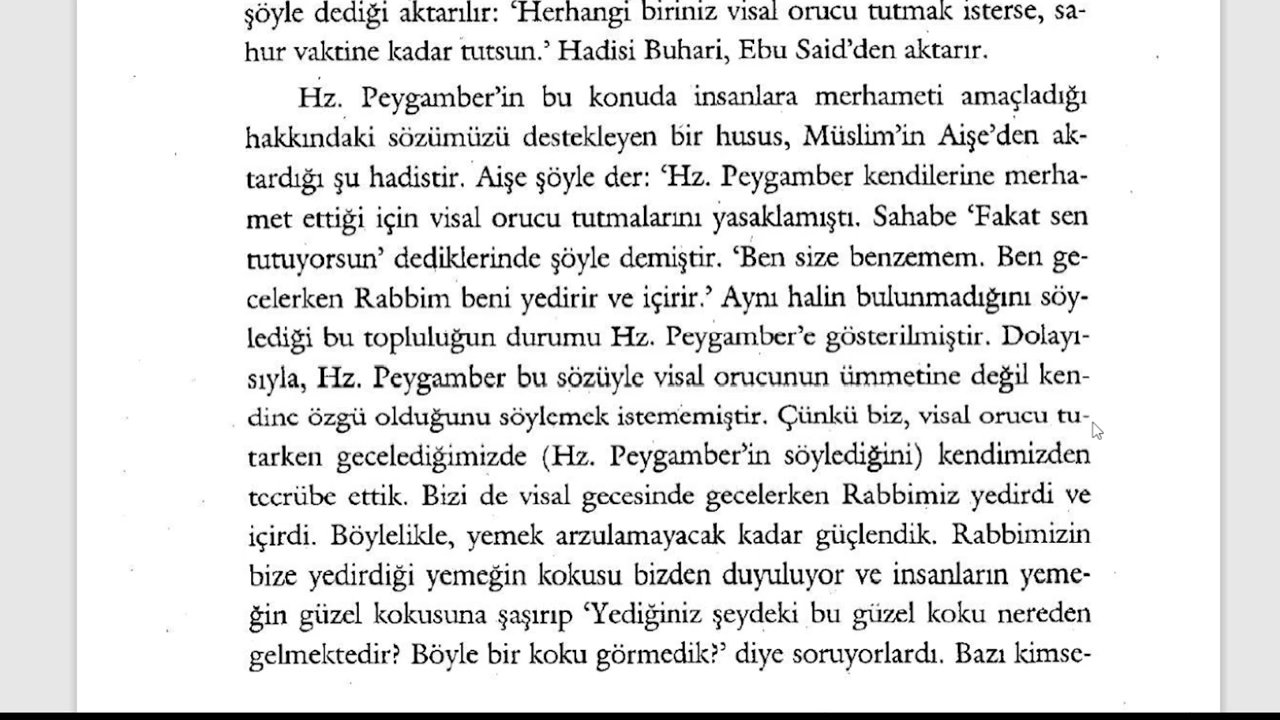 şöyle dediği aktarılır: ‘Herhangi biriniz visal orucu tutmak isterse, sa-
hur vaktine kadar tutsun.’ Hadisi Buhari, Ebu Said’den aktarır.
Hz. Peygamber’in bu konuda insanlara merhameti amaçladığı
hakkındaki sözümüzü destekleyen bir husus, Müslim’in Aişe’den ak-
tardığı şu hadistir. Aişe şöyle der: ‘Hz. Peygamber kendilerine merha-
met ettiği için visal orucu tutmalarını yasaklamıştı. Sahabe ‘Fakat sen
tutuyorsun’ dediklerinde şöyle demiştir. ‘Ben size benzemem. Ben ge-
celerken Rabbim beni yedirir ve içirir.’ Aynı halin bulunmadığını söy-
lediği bu topluluğun durumu Hz. Peygamber’e gösterilmiştir. Dolayı-
sıyla, Hz. Peygamber bu sözüyle visal orucunun ümmetine değil ken-
dine özgü olduğunu söylemek istememiştir. Çünkü biz, visal orucu tu-
tarken gecelediğimizde (Hz. Peygamber’in söylediğini) kendimizden
tecrübe ettik. Bizi de visal gecesinde gecelerken Rabbimiz yedirdi ve
içirdi. Böylelikle, yemek arzulamayacak kadar güçlendik. Rabbimizin
bize yedirdiği yemeğin kokusu bizden duyuluyor ve insanların yeme-
ğin güzel kokusuna şaşırıp ‘Yediğiniz şeydeki bu güzel koku nereden
gelmektedir? Böyle bir koku görmedik?’ diye soruyorlardı. Bazı kimse-